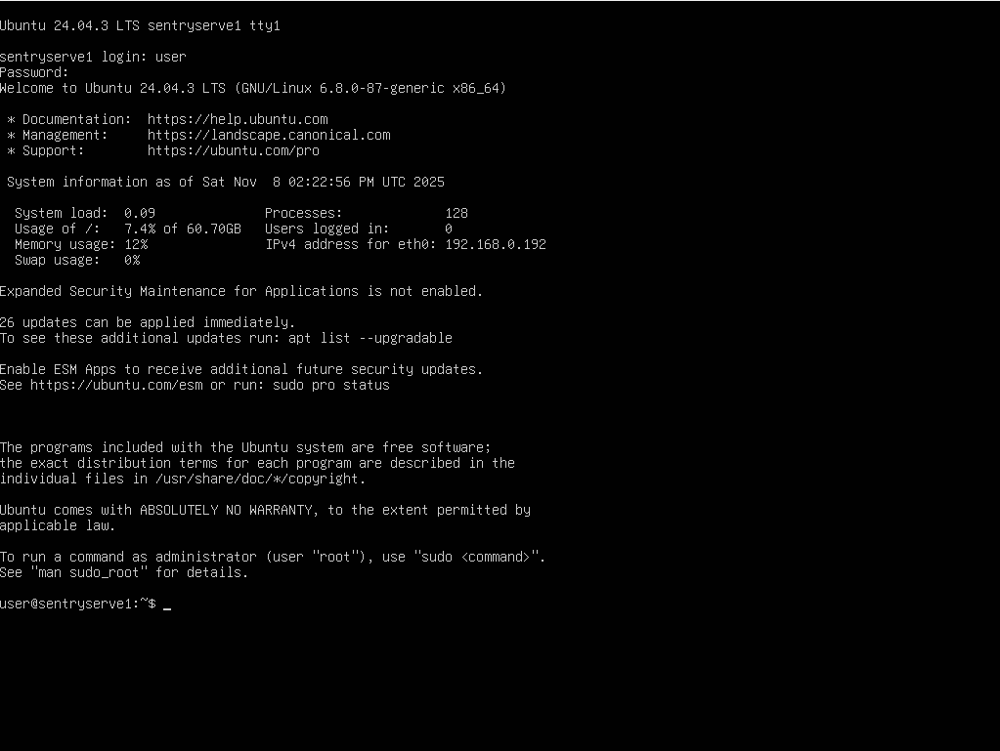 Ubuntu 24.04.3 LTS sentryserve1 tty1
sentryserve1 login: user
Password:
Welcome to Ubuntu 24.04.3 LTS (GNU/Linux 6.8.0-87-generic x86_64)
* Documentation:  https://help.ubuntu.com
* Management:     https://landscape.canonical.com
* Support:        https://ubuntu.com/pro
System information as of Sat Nov  8 02:22:56 PM UTC 2025
System load:  0.09               Processes:             128
Usage of /:   7.4% of 60.70GB   Users logged in:       0
Memory usage: 12%               IPv4 address for eth0: 192.168.0.192
Swap usage:   0%
Expanded Security Maintenance for Applications is not enabled.
26 updates can be applied immediately.
To see these additional updates run: apt list --upgradable
Enable ESM Apps to receive additional future security updates.
See https://ubuntu.com/esm or run: sudo pro status
The programs included with the Ubuntu system are free software;
the exact distribution terms for each program are described in the
individual files in /usr/share/doc/*/copyright.
Ubuntu comes with ABSOLUTELY NO WARRANTY, to the extent permitted by
applicable law.
To run a command as administrator (user "root"), use "sudo <command>".
See "man sudo_root" for details.
user@sentryserve1:~$ _